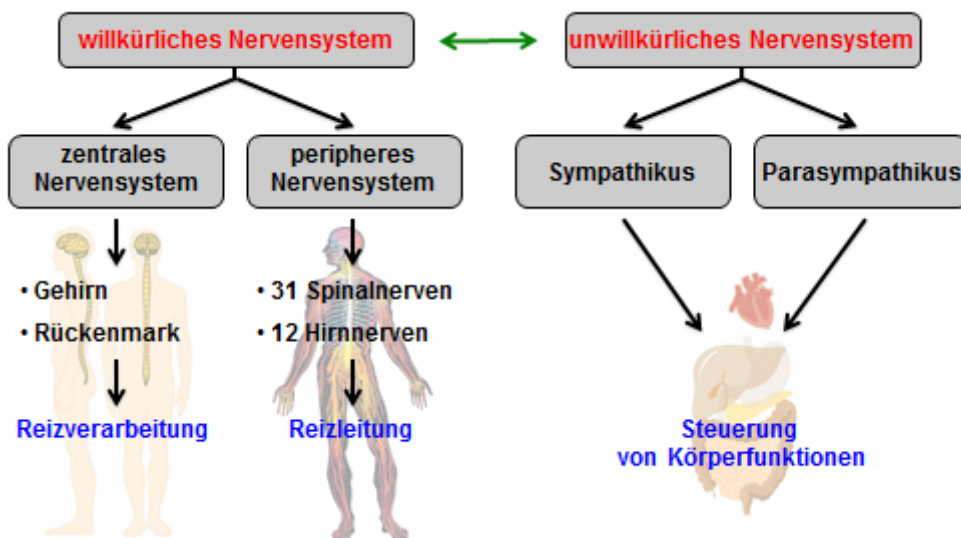 willkürliches Nervensystem
unwillkürliches Nervensystem
zentrales
Nervensystem
peripheres
Nervensystem
Sympathikus
Parasympathikus
• Gehirn
• Rückenmark
• 31 Spinalnerven
• 12 Hirnnerven
Reizverarbeitung
Reizleitung
Steuerung
von Körperfunktionen